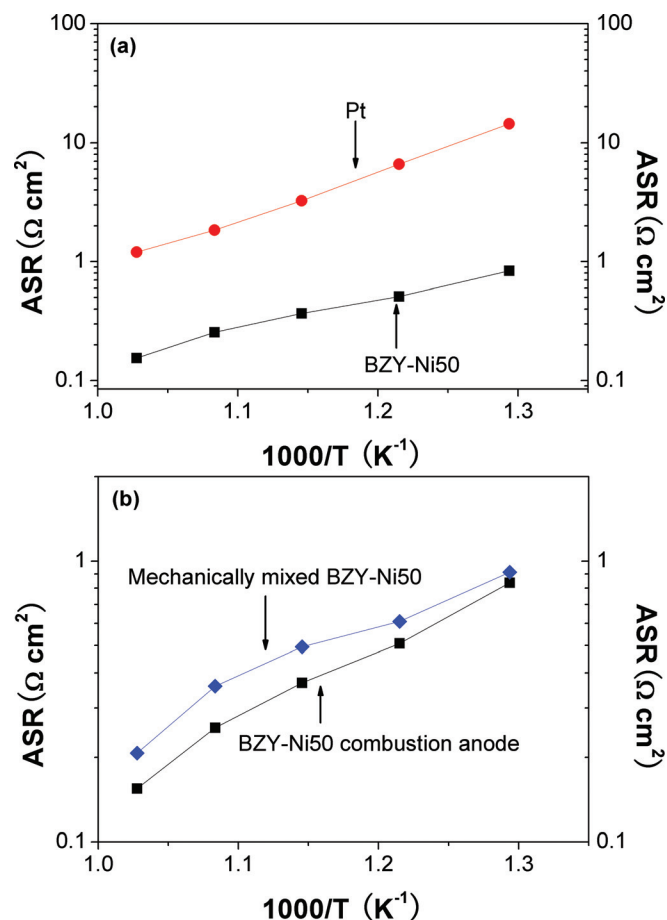 (a)
100
10
1
0.1
100
10
1
0.1
ASR (Ω cm²)
ASR (Ω cm²)
Pt
BZY-Ni50
1.0 1.1 1.2 1.3
1000/T (K⁻¹)
(b)
1
0.1
1
0.1
ASR (Ω cm²)
ASR (Ω cm²)
Mechanically mixed BZY-Ni50
BZY-Ni50 combustion anode
1.0 1.1 1.2 1.3
1000/T (K⁻¹)